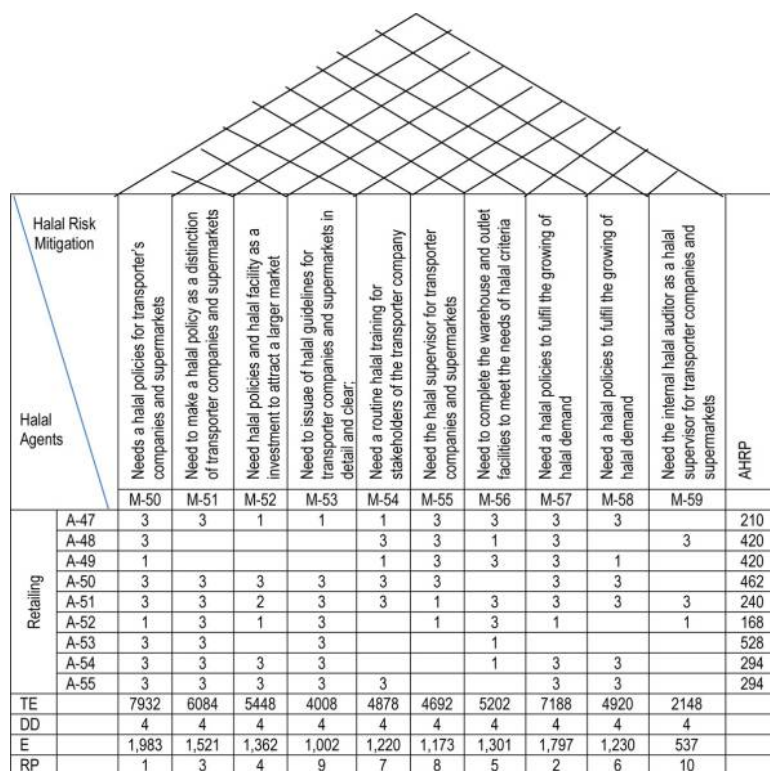 Halal Risk
Mitigation
Halal
Agents
Needs a halal policies for transporter's
companies and supermarkets
Need to make a halal policy as a distinction
of transporter companies and supermarkets
Need halal policies and halal facility as a
investment to attract a larger market
Need to issuae of halal guidelines for
transporter companies and supermarkets in
detail and clear;
Need a routine halal training for
stakeholders of the transporter company
Need the halal supervisor for transporter
companies and supermarkets
Need to complete the warehouse and outlet
facilities to meet the needs of halal criteria
Need a halal policies to fulfil the growing of
halal demand
Need a halal policies to fulfil the growing of
halal demand
Need the internal halal auditor as a halal
supervisor for transporter companies and
supermarkets
AHRP
M-50 M-51 M-52 M-53 M-54 M-55 M-56 M-57 M-58 M-59
Retailing
A-47 3 3 1 1 1 3 3 3 3 210
A-48 3 3 3 1 3 3 420
A-49 1 1 3 3 3 1 420
A-50 3 3 3 3 3 3 3 3 462
A-51 3 3 2 3 3 1 3 3 3 3 240
A-52 1 3 1 3 1 3 1 1 168
A-53 3 3 3 1 528
A-54 3 3 3 3 1 3 3 294
A-55 3 3 3 3 3 3 3 294
TE 7932 6084 5448 4008 4878 4692 5202 7188 4920 2148
DD 4 4 4 4 4 4 4 4 4 4
E 1,983 1,521 1,362 1,002 1,220 1,173 1,301 1,797 1,230 537
RP 1 3 4 9 7 8 5 2 6 10